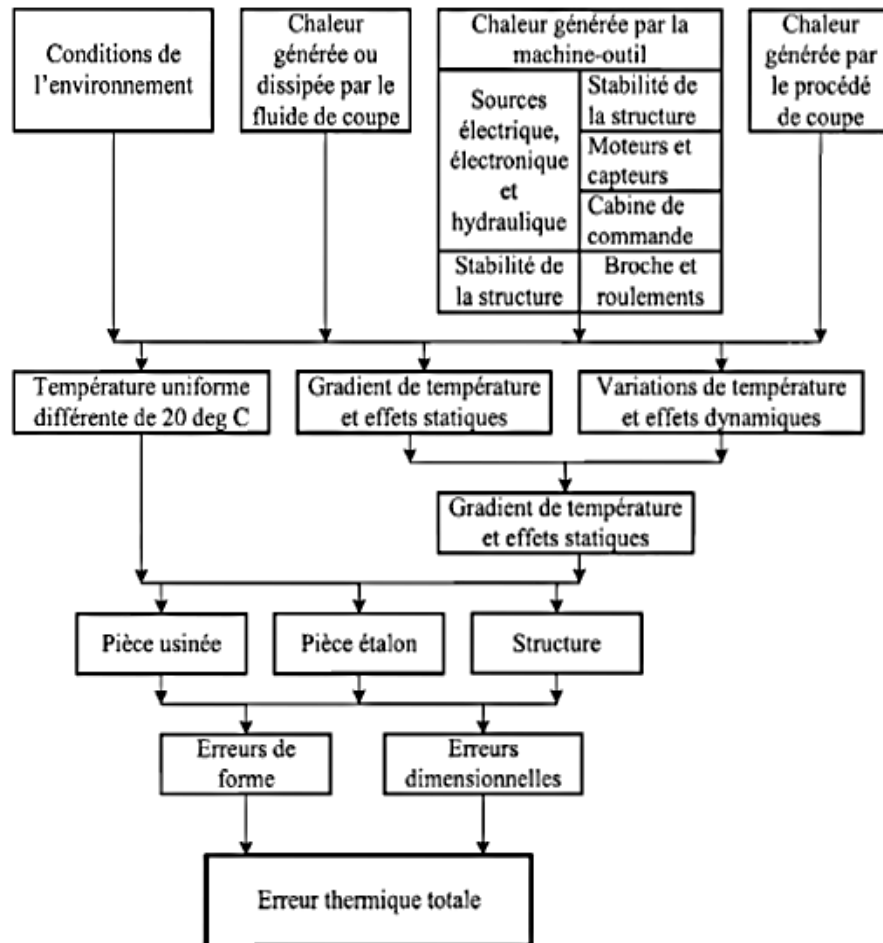 Conditions de
l'environnement
Chaleur
générée ou
dissipée par le
fluide de coupe
Chaleur générée par la
machine-outil
Sources
électrique,
électronique
et
hydraulique
Stabilité de
la structure
Moteurs et
capteurs
Cabine de
commande
Stabilité de
la structure
Broche et
roulements
Chaleur
générée par
le procédé
de coupe
Température uniforme
différente de 20 deg C
Gradient de température
et effets statiques
Variations de température
et effets dynamiques
Gradient de température
et effets statiques
Pièce usinée
Pièce étalon
Structure
Erreurs de
forme
Erreurs
dimensionnelles
Erreur thermique totale